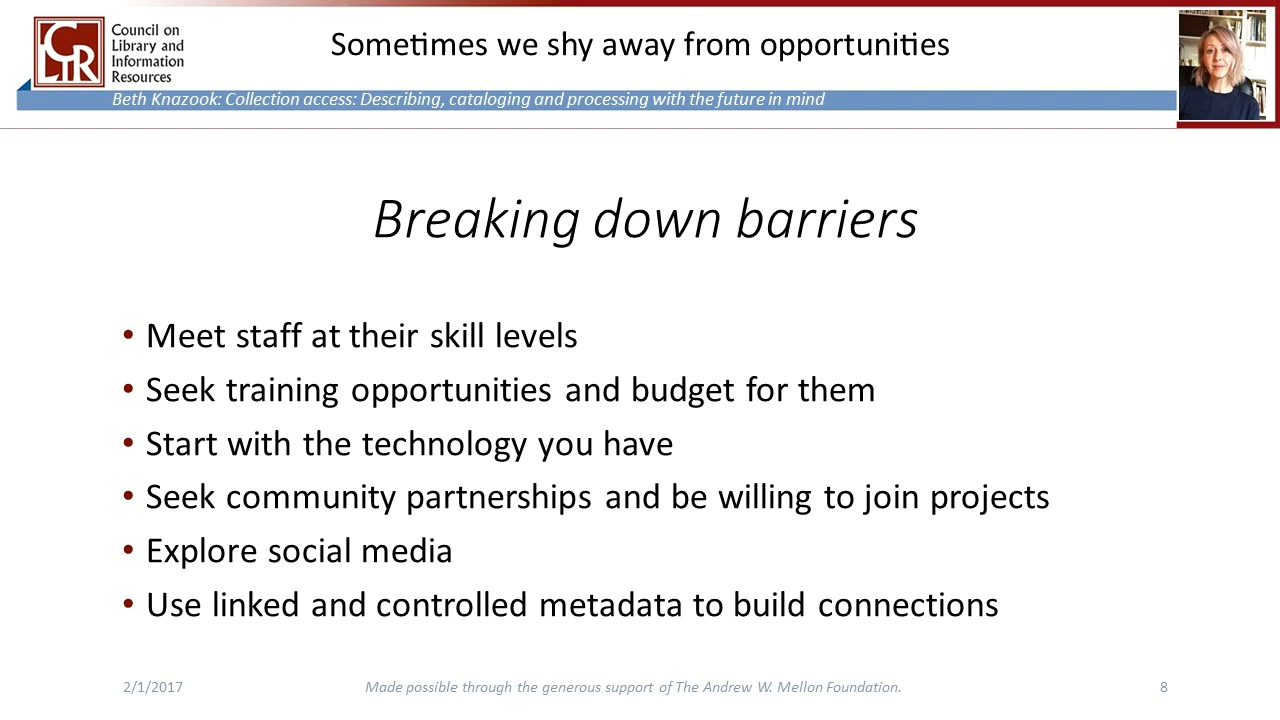 CLIR
Council on
Library and
Information
Resources
Sometimes we shy away from opportunities
Beth Knazook: Collection access: Describing, cataloging and processing with the future in mind
Breaking down barriers
• Meet staff at their skill levels
• Seek training opportunities and budget for them
• Start with the technology you have
• Seek community partnerships and be willing to join projects
• Explore social media
• Use linked and controlled metadata to build connections
2/1/2017
Made possible through the generous support of The Andrew W. Mellon Foundation.
8